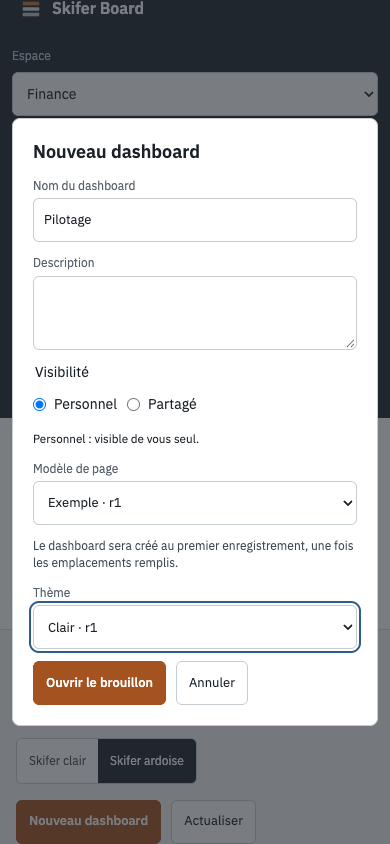 Skifer Board
Espace
Finance
Nouveau dashboard
Nom du dashboard
Pilotage
Description
Visibilité
Personnel
Partagé
Personnel : visible de vous seul.
Modèle de page
Exemple · r1
Le dashboard sera créé au premier enregistrement, une fois
les emplacements remplis.
Thème
Clair · r1
Ouvrir le brouillon
Annuler
Skifer clair
Skifer ardoise
Nouveau dashboard
Actualiser